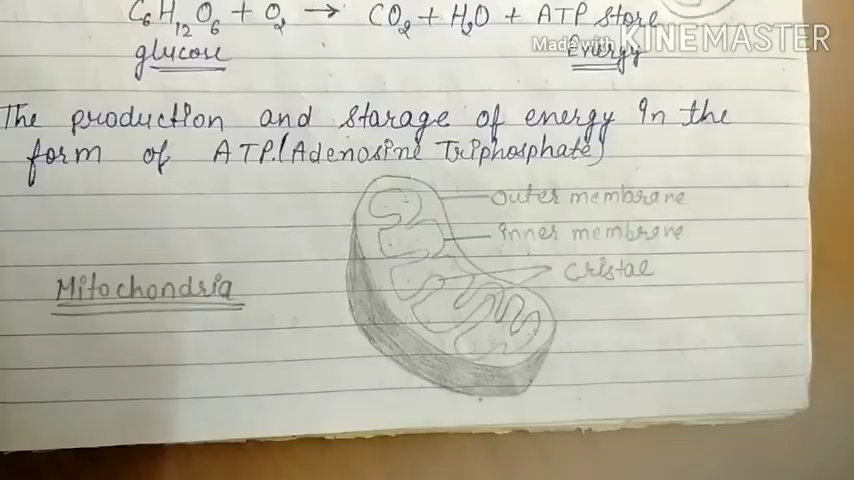 C₆H₁₂O₆ + O₂ → CO₂ + H₂O + ATP Store
glucose Energy
Made with KINEMASTER
The production and starage of energy in the
form of ATP.(Adenosine Triphosphate)
outer membrane
inner membrane
cristae
Mitochondria